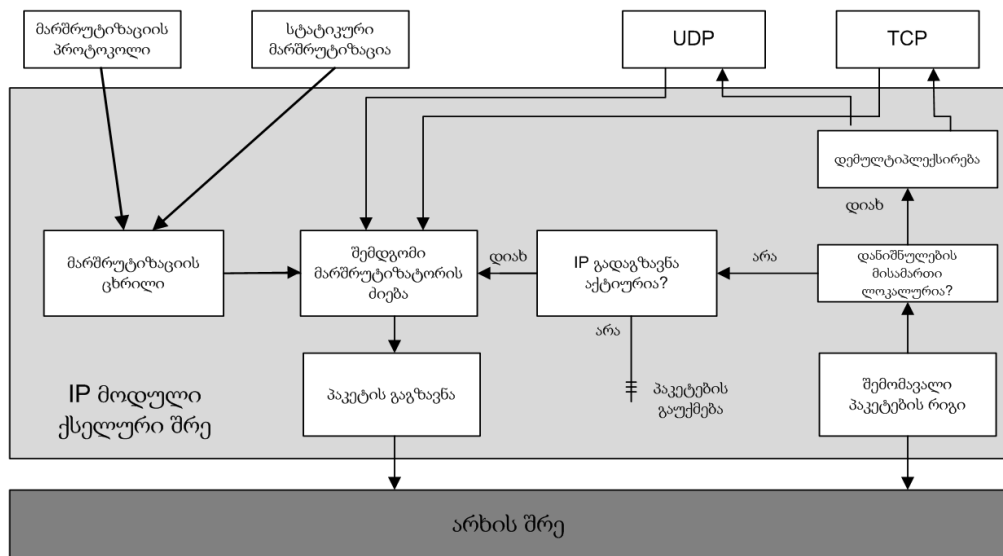 მარშრუტიზაციის
პროტოკოლი
სტატიკური
მარშრუტიზაცია
UDP
TCP
დემულტიპლექსირება
დიახ
მარშრუტიზაციის
ცხრილი
შემდგომი
მარშრუტიზატორის
ძიება
დიახ
IP გადაგზავნა
აქტიურია?
არა
დანიშნულების
მისამართი
ლოკალურია?
არა
პაკეტის გაგზავნა
პაკეტების
გაუქმება
შემომავალი
პაკეტების რიგი
IP მოდული
ქსელური შრე
არხის შრე